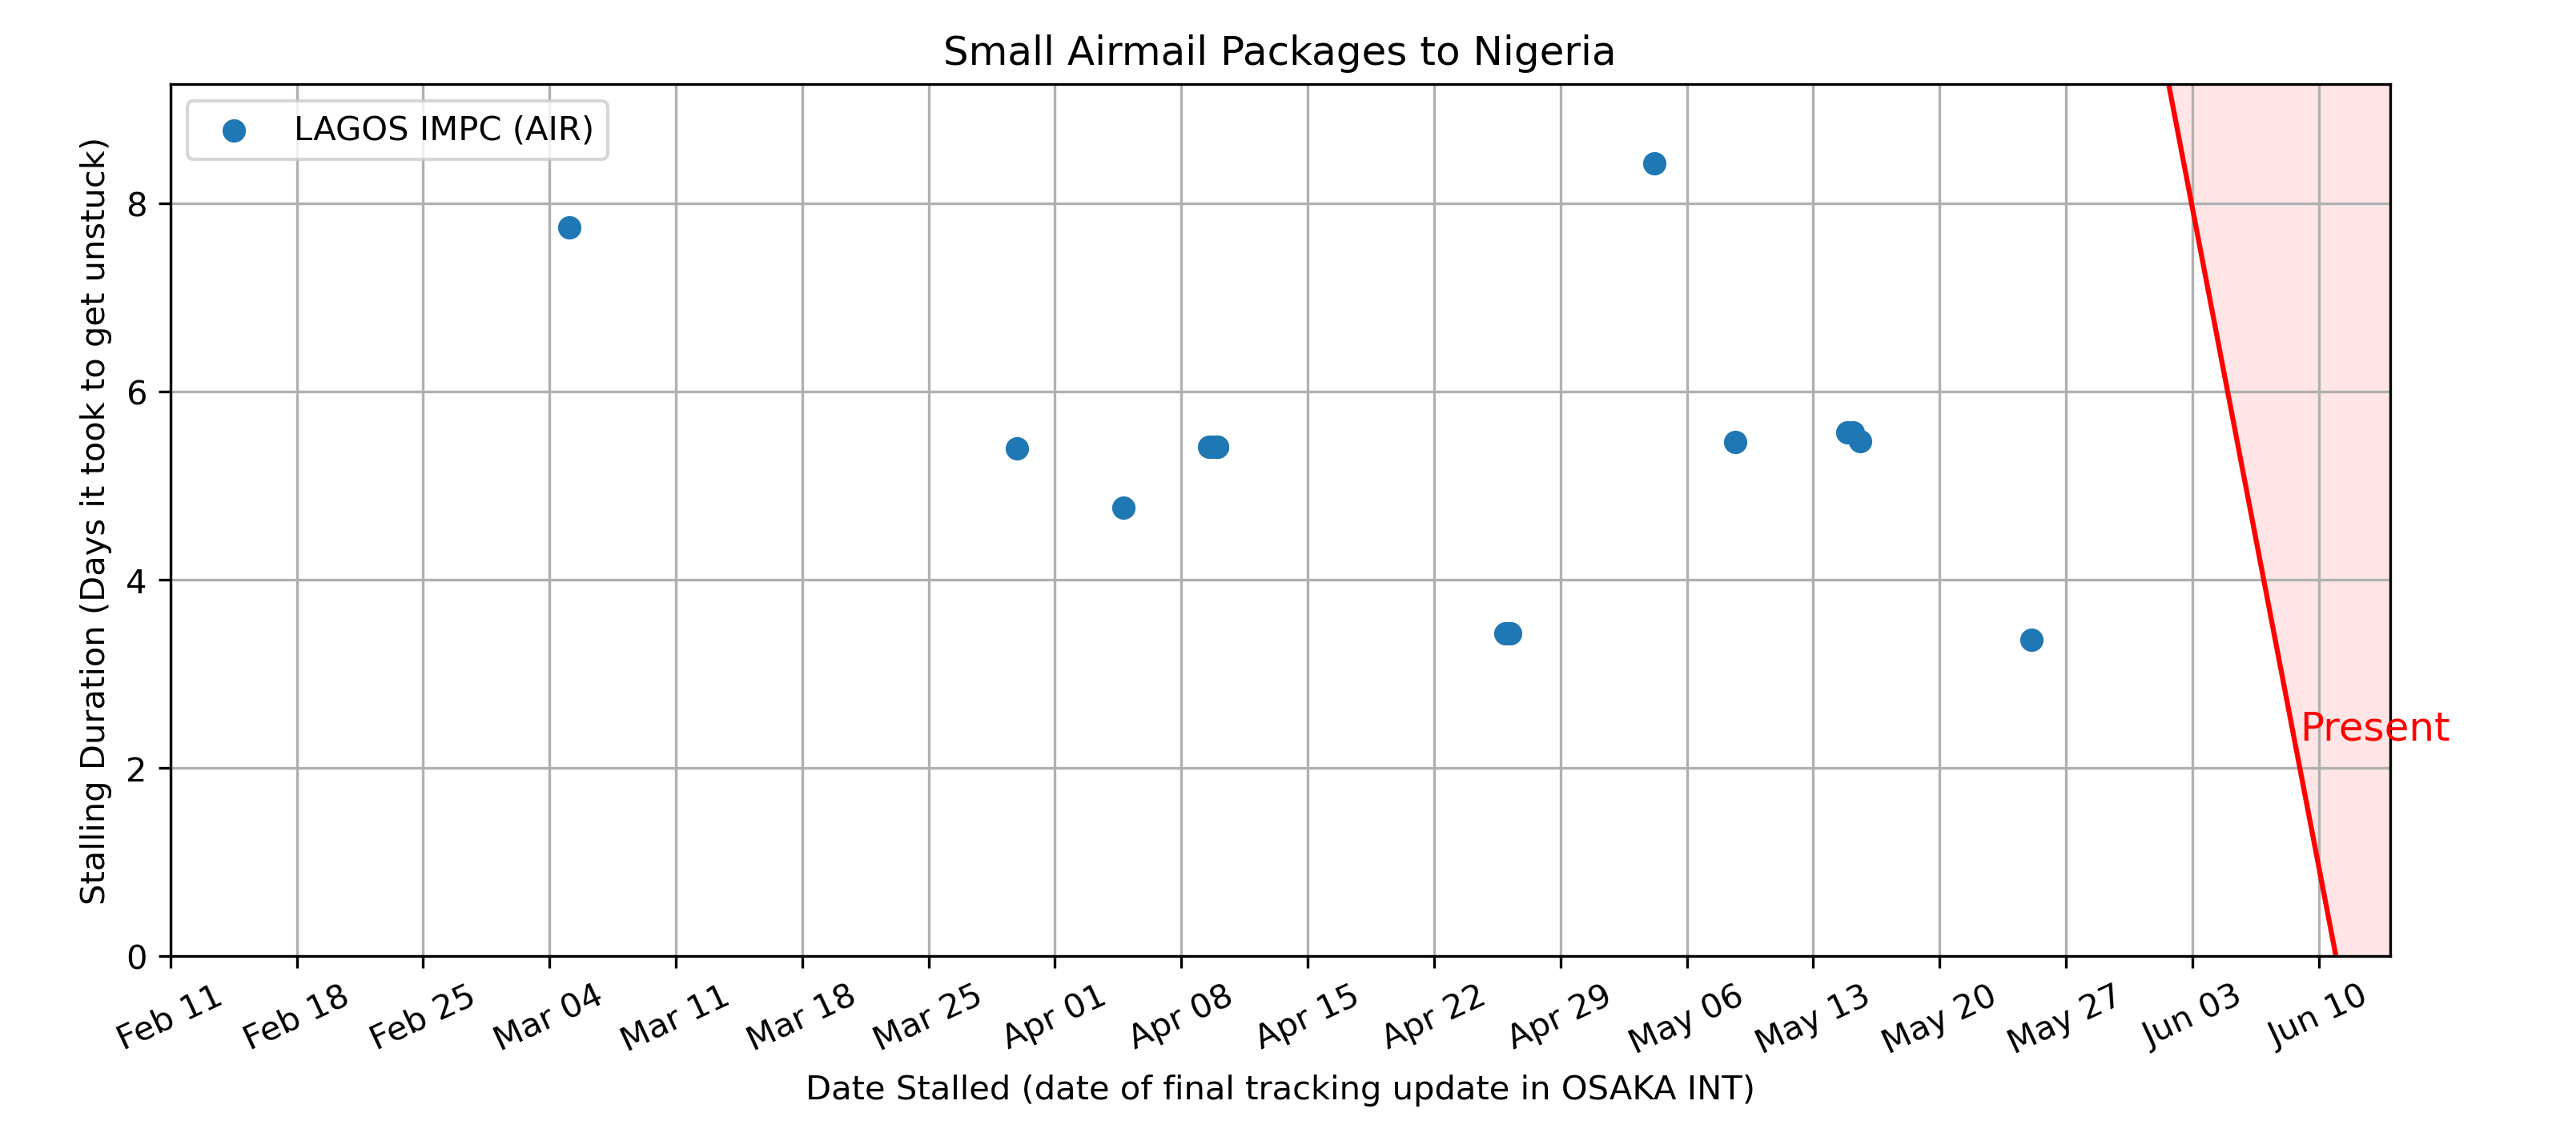 Small Airmail Packages to Nigeria
LAGOS IMPC (AIR)
Stalling Duration (Days it took to get unstuck)
8
6
4
2
0
Present
Feb 11 Feb 18 Feb 25 Mar 04 Mar 11 Mar 18 Mar 25 Apr 01 Apr 08 Apr 15 Apr 22 Apr 29 May 06 May 13 May 20 May 27 Jun 03 Jun 10
Date Stalled (date of final tracking update in OSAKA INT)